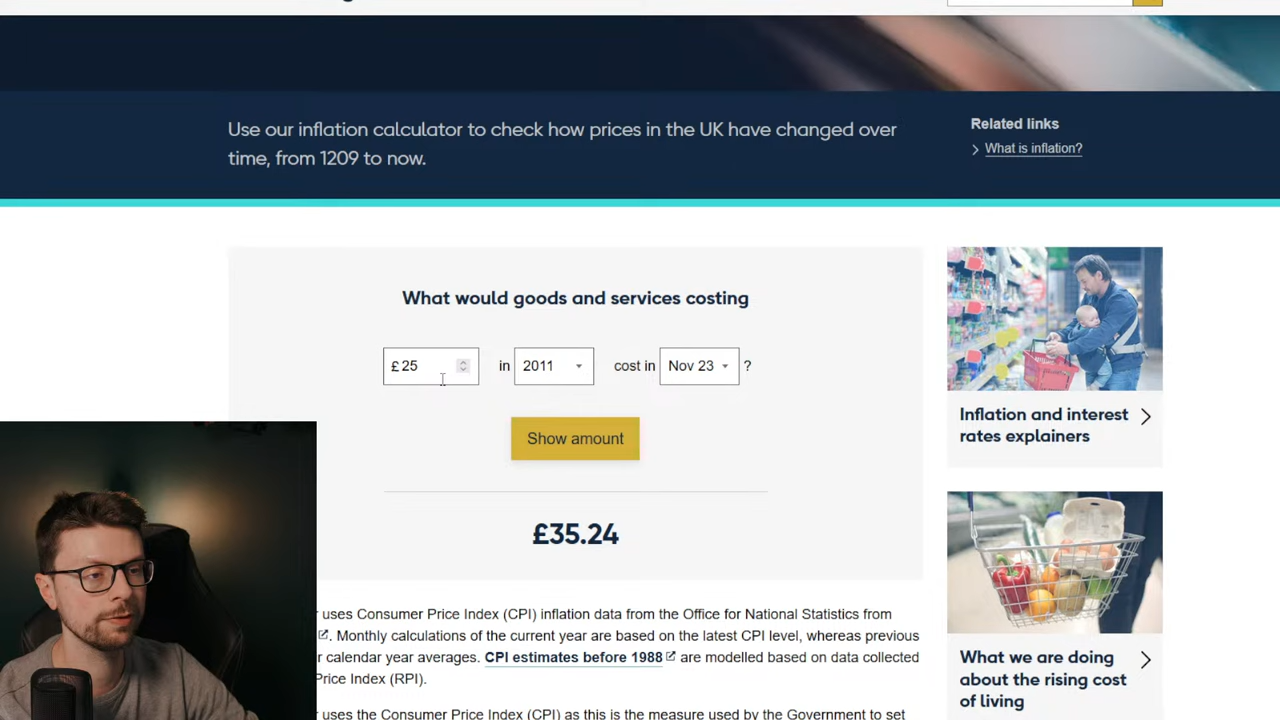 Use our inflation calculator to check how prices in the UK have changed over
time, from 1209 to now.
Related links
What is inflation?
What would goods and services costing
£ 25 in 2011 cost in Nov 23 ?
Show amount
£35.24
uses Consumer Price Index (CPI) inflation data from the Office for National Statistics from
. Monthly calculations of the current year are based on the latest CPI level, whereas previous
calendar year averages. CPI estimates before 1988 are modelled based on data collected
Price Index (RPI).
uses the Consumer Price Index (CPI) as this is the measure used by the Government to set
Inflation and interest
rates explainers
What we are doing
about the rising cost
of living